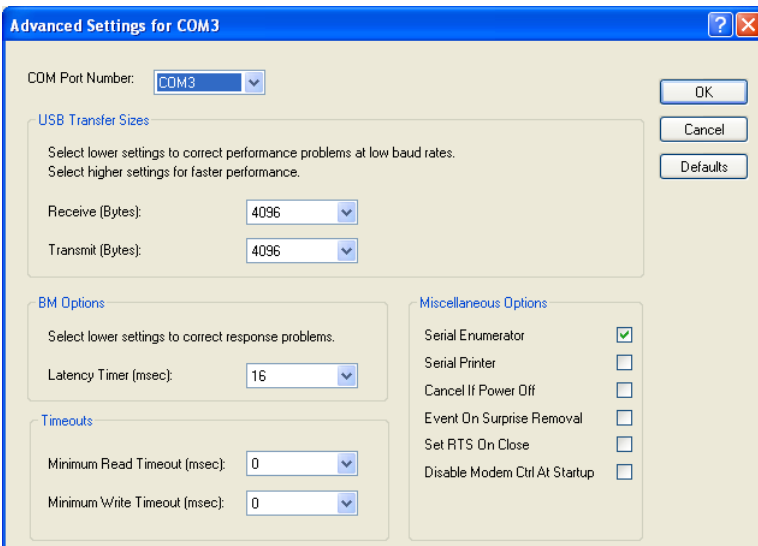 Advanced Settings for COM3
COM Port Number: COM3
OK
USB Transfer Sizes
Cancel
Select lower settings to correct performance problems at low baud rates.
Select higher settings for faster performance.
Defaults
Receive (Bytes): 4096
Transmit (Bytes): 4096
BM Options
Select lower settings to correct response problems.
Latency Timer (msec): 16
Timeouts
Minimum Read Timeout (msec): 0
Minimum Write Timeout (msec): 0
Miscellaneous Options
Serial Enumerator
Serial Printer
Cancel If Power Off
Event On Surprise Removal
Set RTS On Close
Disable Modem Ctrl At Startup